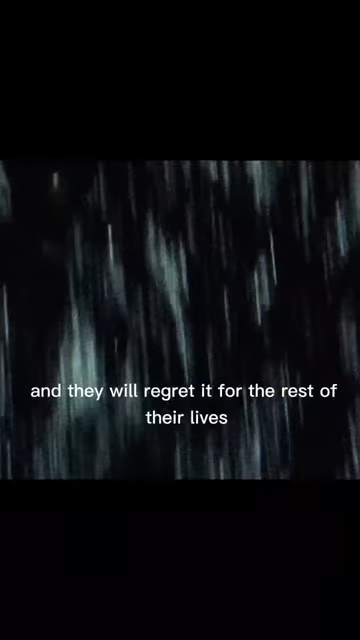 and they will regret it for the rest of
their lives